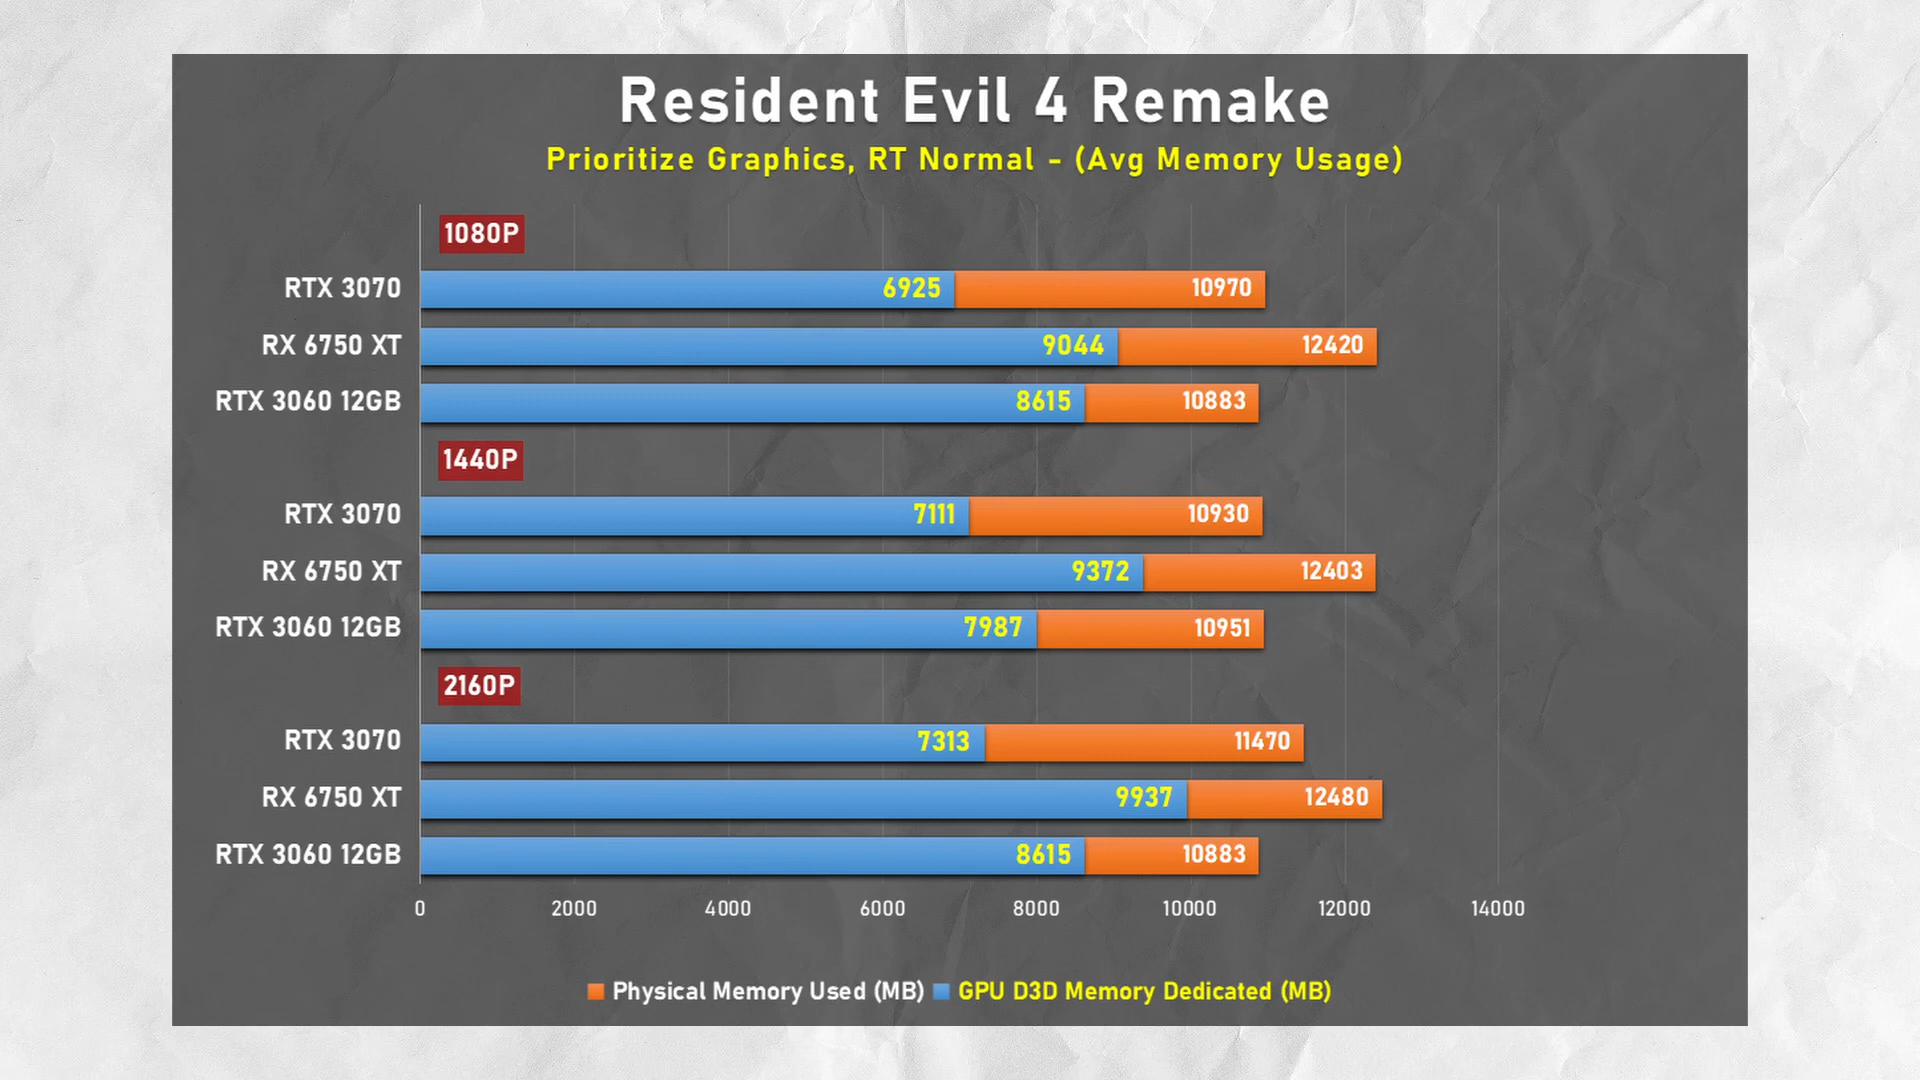 Resident Evil 4 Remake
Prioritize Graphics, RT Normal - (Avg Memory Usage)
1080P
RTX 3070 6925 10970
RX 6750 XT 9044 12420
RTX 3060 12GB 8615 10883
1440P
RTX 3070 7111 10930
RX 6750 XT 9372 12403
RTX 3060 12GB 7987 10951
2160P
RTX 3070 7313 11470
RX 6750 XT 9937 12480
RTX 3060 12GB 8615 10883
0 2000 4000 6000 8000 10000 12000 14000
Physical Memory Used (MB) GPU D3D Memory Dedicated (MB)